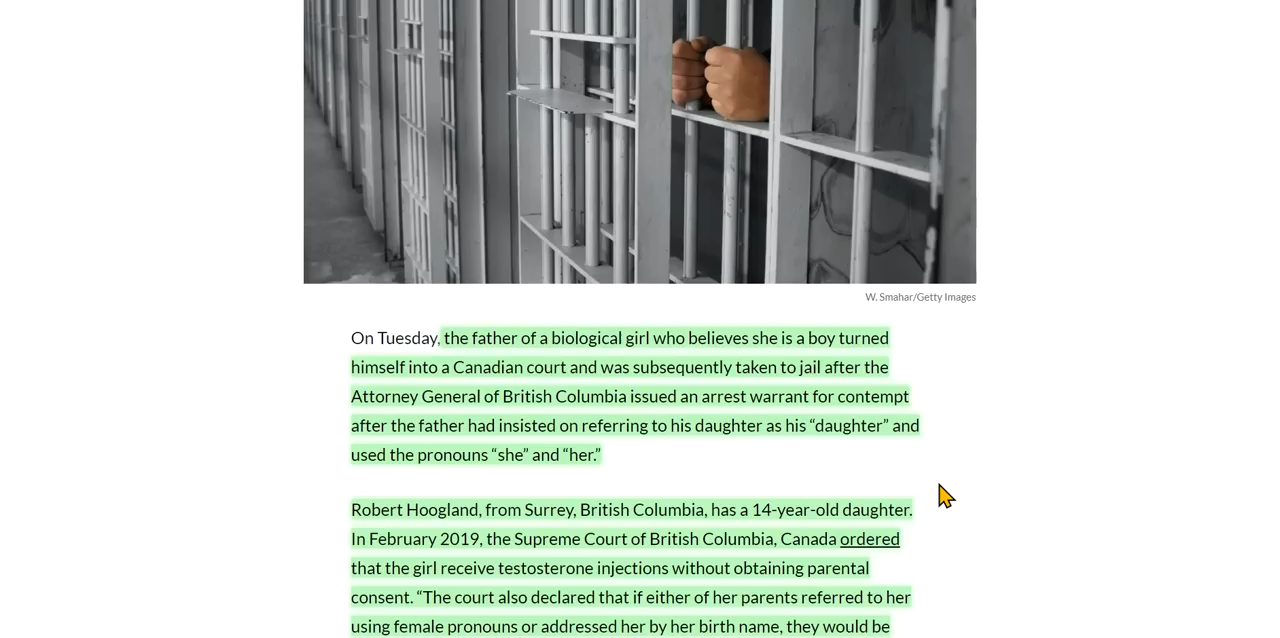 W. Smahar/Getty Images
On Tuesday, the father of a biological girl who believes she is a boy turned
himself into a Canadian court and was subsequently taken to jail after the
Attorney General of British Columbia issued an arrest warrant for contempt
after the father had insisted on referring to his daughter as his “daughter” and
used the pronouns “she” and “her.”
Robert Hoogland, from Surrey, British Columbia, has a 14-year-old daughter.
In February 2019, the Supreme Court of British Columbia, Canada ordered
that the girl receive testosterone injections without obtaining parental
consent. “The court also declared that if either of her parents referred to her
using female pronouns or addressed her by her birth name, they would be